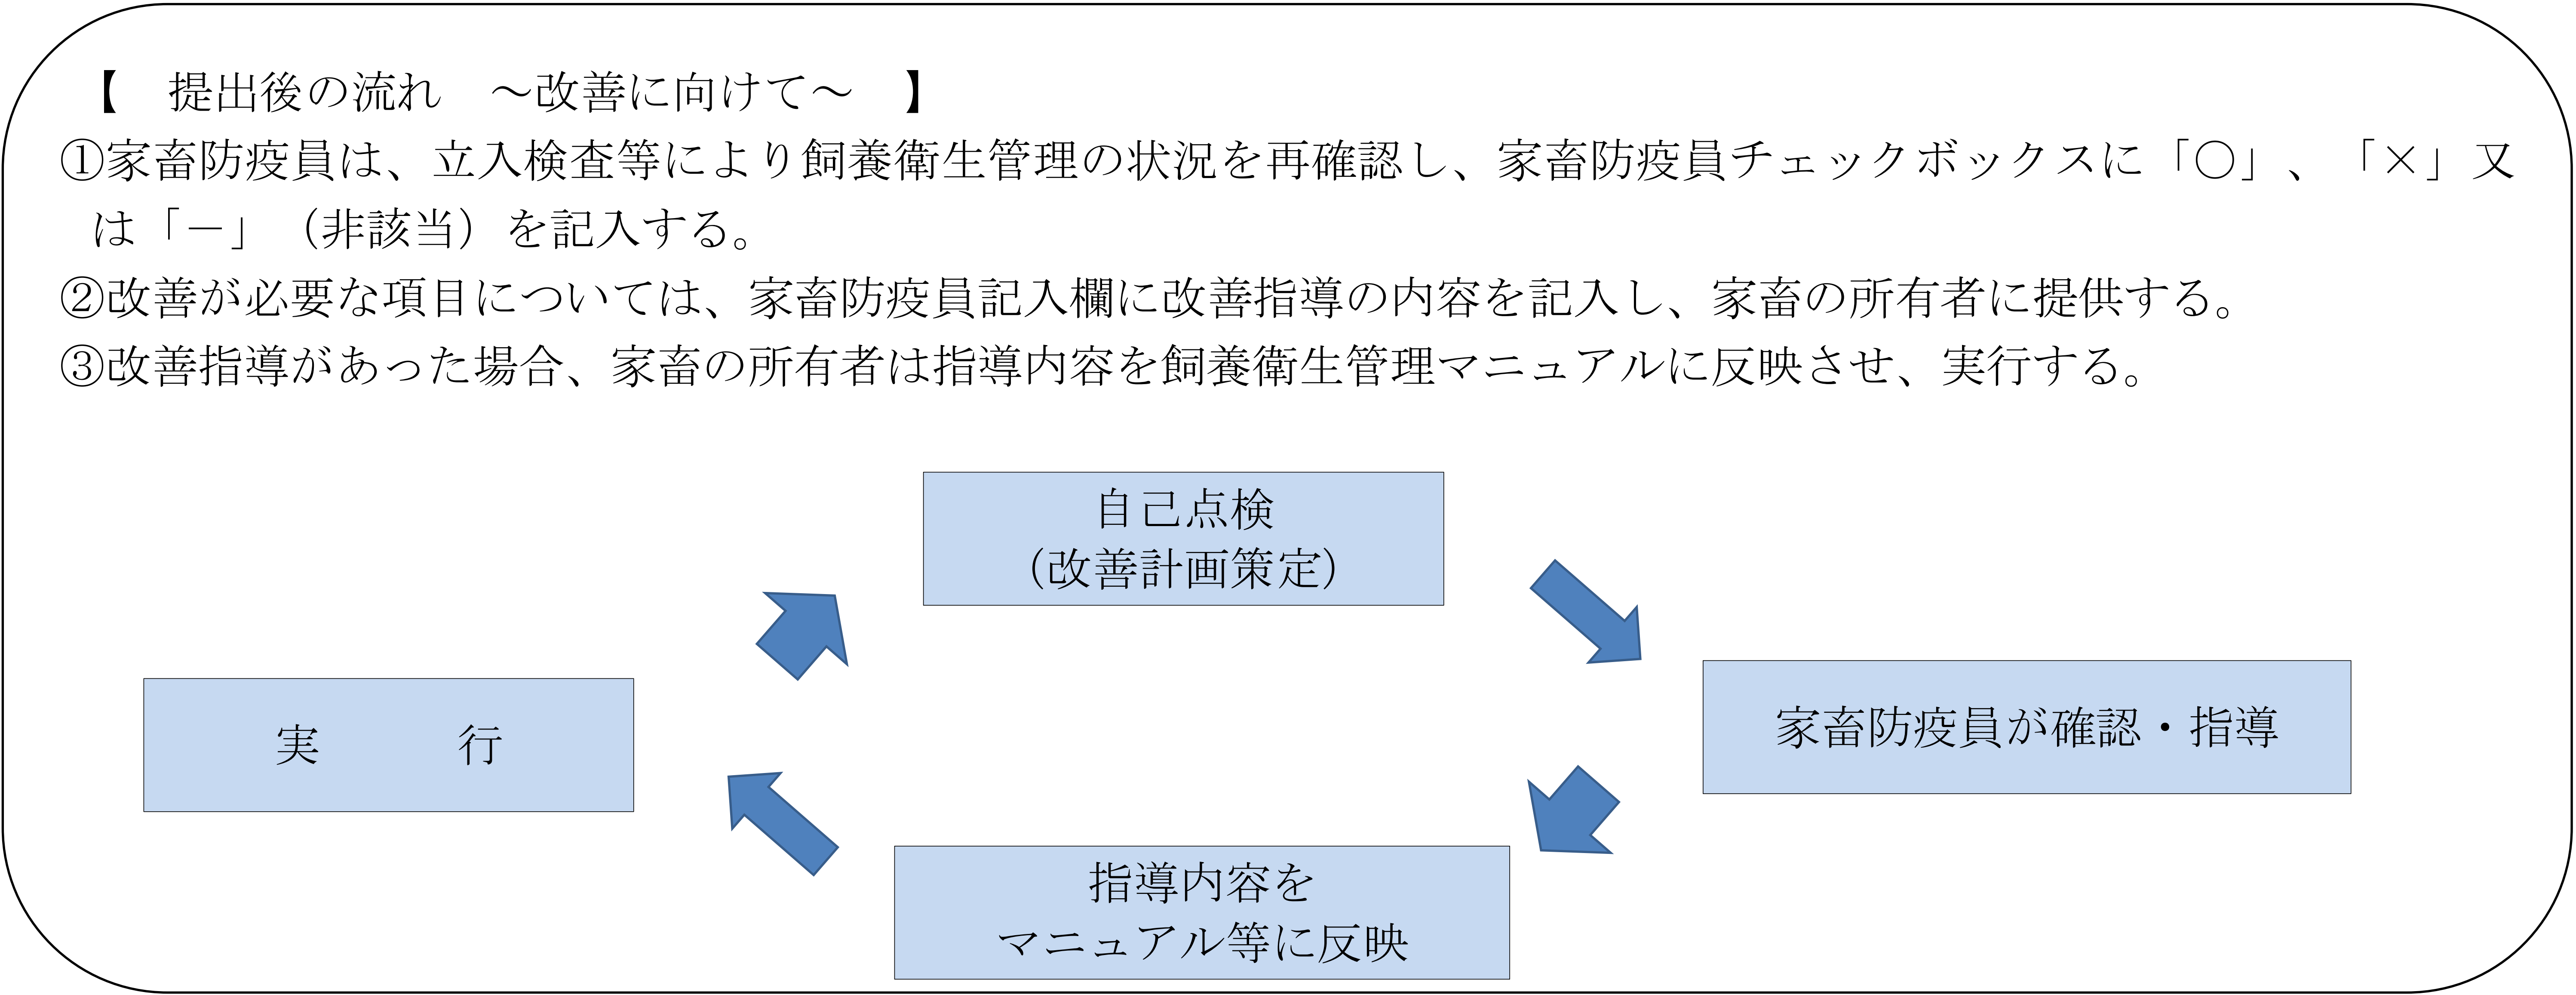 【　提出後の流れ　～改善に向けて～　】
①家畜防疫員は、立入検査等により飼養衛生管理の状況を再確認し、家畜防疫員チェックボックスに「○」、「×」又
は「－」（非該当）を記入する。
②改善が必要な項目については、家畜防疫員記入欄に改善指導の内容を記入し、家畜の所有者に提供する。
③改善指導があった場合、家畜の所有者は指導内容を飼養衛生管理マニュアルに反映させ、実行する。
自己点検
（改善計画策定）
家畜防疫員が確認・指導
指導内容を
マニュアル等に反映
実　　　行